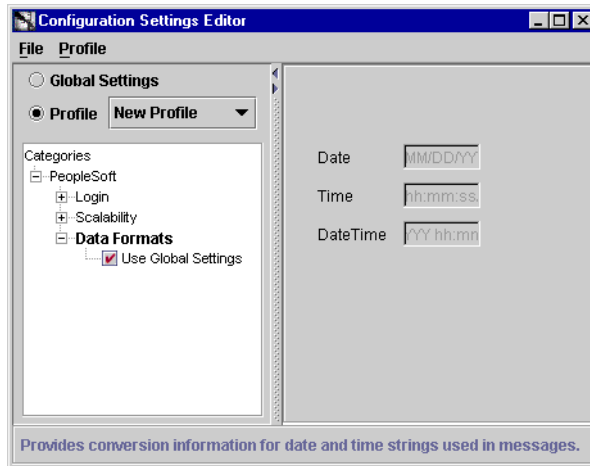 Configuration Settings Editor
File Profile
Global Settings
Profile New Profile
Categories
PeopleSoft
Login
Scalability
Data Formats
Use Global Settings
Date MM/DD/YY
Time hh:mm:ss.
DateTime YYY hh:mn
Provides conversion information for date and time strings used in messages.